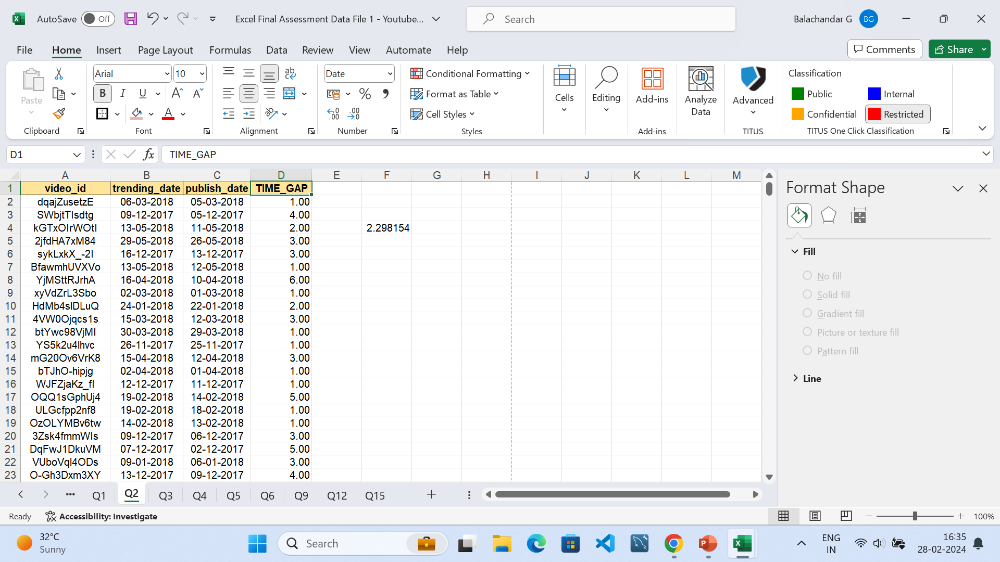 AutoSave Off Excel Final Assessment Data File 1 - Youtube... Search Balachandar G BG
File Home Insert Page Layout Formulas Data Review View Automate Help Comments Share
Paste
Clipboard
Arial 10
B I U
Font
ab
Alignment
Date
Number
Conditional Formatting
Format as Table
Cell Styles
Styles
Cells
Editing
Add-ins
Add-ins
Analyze
Data
Advanced
TITUS
Classification
Public Internal
Confidential Restricted
TITUS One Click Classification
D1 fx TIME_GAP
A B C D E F G H I J K L M
1 video_id trending_date publish_date TIME_GAP
2 dqajZusetzE 06-03-2018 05-03-2018 1.00
3 SWbjtTIsdtg 09-12-2017 05-12-2017 4.00
4 kGTxOIrWOtI 13-05-2018 11-05-2018 2.00 2.298154
5 2jfdHA7xM84 29-05-2018 26-05-2018 3.00
6 sykLxkX_-2I 16-12-2017 13-12-2017 3.00
7 BfawmhUVXVo 13-05-2018 12-05-2018 1.00
8 YjMSttRJrhA 16-04-2018 10-04-2018 6.00
9 xyVdZrL3Sbo 02-03-2018 01-03-2018 1.00
10 HdMb4slDLuQ 24-01-2018 22-01-2018 2.00
11 4VW0Ojqcs1s 15-03-2018 12-03-2018 3.00
12 btYwc98VjMI 30-03-2018 29-03-2018 1.00
13 YS5k2u4lhvc 26-11-2017 25-11-2017 1.00
14 mG20Ov6VrK8 15-04-2018 12-04-2018 3.00
15 bTJhO-hipjg 02-04-2018 01-04-2018 1.00
16 WJFZjaKz_fI 12-12-2017 11-12-2017 1.00
17 OQQ1sGphUj4 19-02-2018 14-02-2018 5.00
18 ULGcfpp2nf8 19-02-2018 18-02-2018 1.00
19 OzOLYMBv6tw 14-02-2018 13-02-2018 1.00
20 3Zsk4fmmWIs 09-12-2017 06-12-2017 3.00
21 DqFwJ1DkuVM 07-12-2017 02-12-2017 5.00
22 VUboVql4ODs 09-01-2018 06-01-2018 3.00
23 O-Gh3Dxm3XY 13-12-2017 09-12-2017 4.00
Format Shape
Fill
No fill
Solid fill
Gradient fill
Picture or texture fill
Pattern fill
Line
Q1 Q2 Q3 Q4 Q5 Q6 Q9 Q12 Q15
Ready Accessibility: Investigate 100%
32°C
Sunny
Search
ENG
IN
16:35
28-02-2024